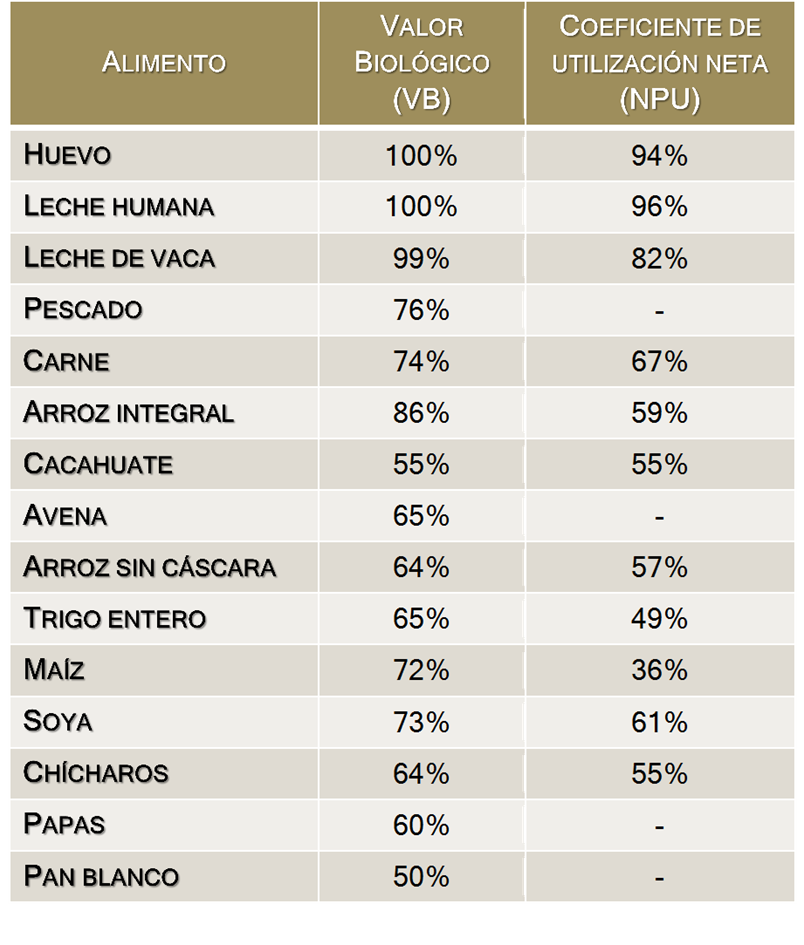 ALIMENTO
VALOR
BIOLÓGICO
(VB)
COEFICIENTE DE
UTILIZACIÓN NETA
(NPU)
HUEVO 100% 94%
LECHE HUMANA 100% 96%
LECHE DE VACA 99% 82%
PESCADO 76% -
CARNE 74% 67%
ARROZ INTEGRAL 86% 59%
CACAHUATE 55% 55%
AVENA 65% -
ARROZ SIN CÁSCARA 64% 57%
TRIGO ENTERO 65% 49%
MAÍZ 72% 36%
SOYA 73% 61%
CHÍCHAROS 64% 55%
PAPAS 60% -
PAN BLANCO 50% -